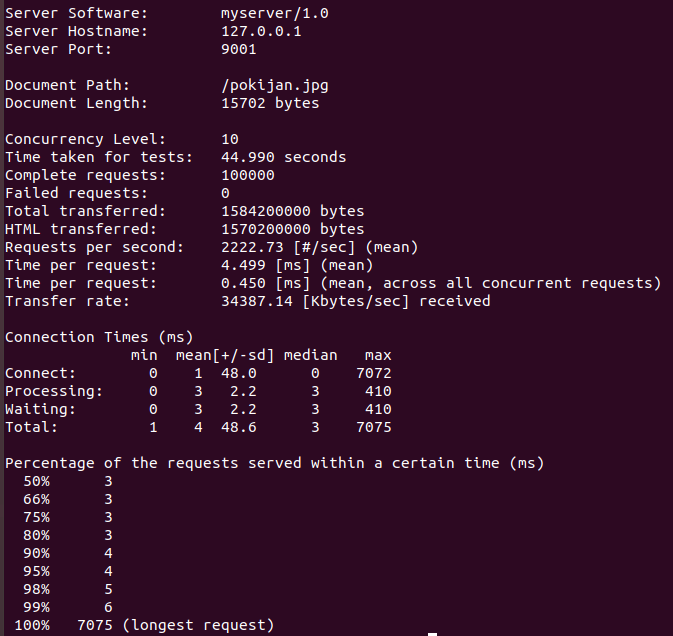 Server Software:        myserver/1.0
Server Hostname:        127.0.0.1
Server Port:            9001

Document Path:          /pokijan.jpg
Document Length:        15702 bytes

Concurrency Level:      10
Time taken for tests:   44.990 seconds
Complete requests:      100000
Failed requests:        0
Total transferred:      1584200000 bytes
HTML transferred:       1570200000 bytes
Requests per second:    2222.73 [#/sec] (mean)
Time per request:       4.499 [ms] (mean)
Time per request:       0.450 [ms] (mean, across all concurrent requests)
Transfer rate:          34387.14 [Kbytes/sec] received

Connection Times (ms)
              min  mean[+/-sd] median   max
Connect:        0    1  48.0      0    7072
Processing:     0    3   2.2      3     410
Waiting:        0    3   2.2      3     410
Total:          1    4  48.6      3    7075

Percentage of the requests served within a certain time (ms)
  50%      3
  66%      3
  75%      3
  80%      3
  90%      4
  95%      4
  98%      5
  99%      6
 100%   7075 (longest request)